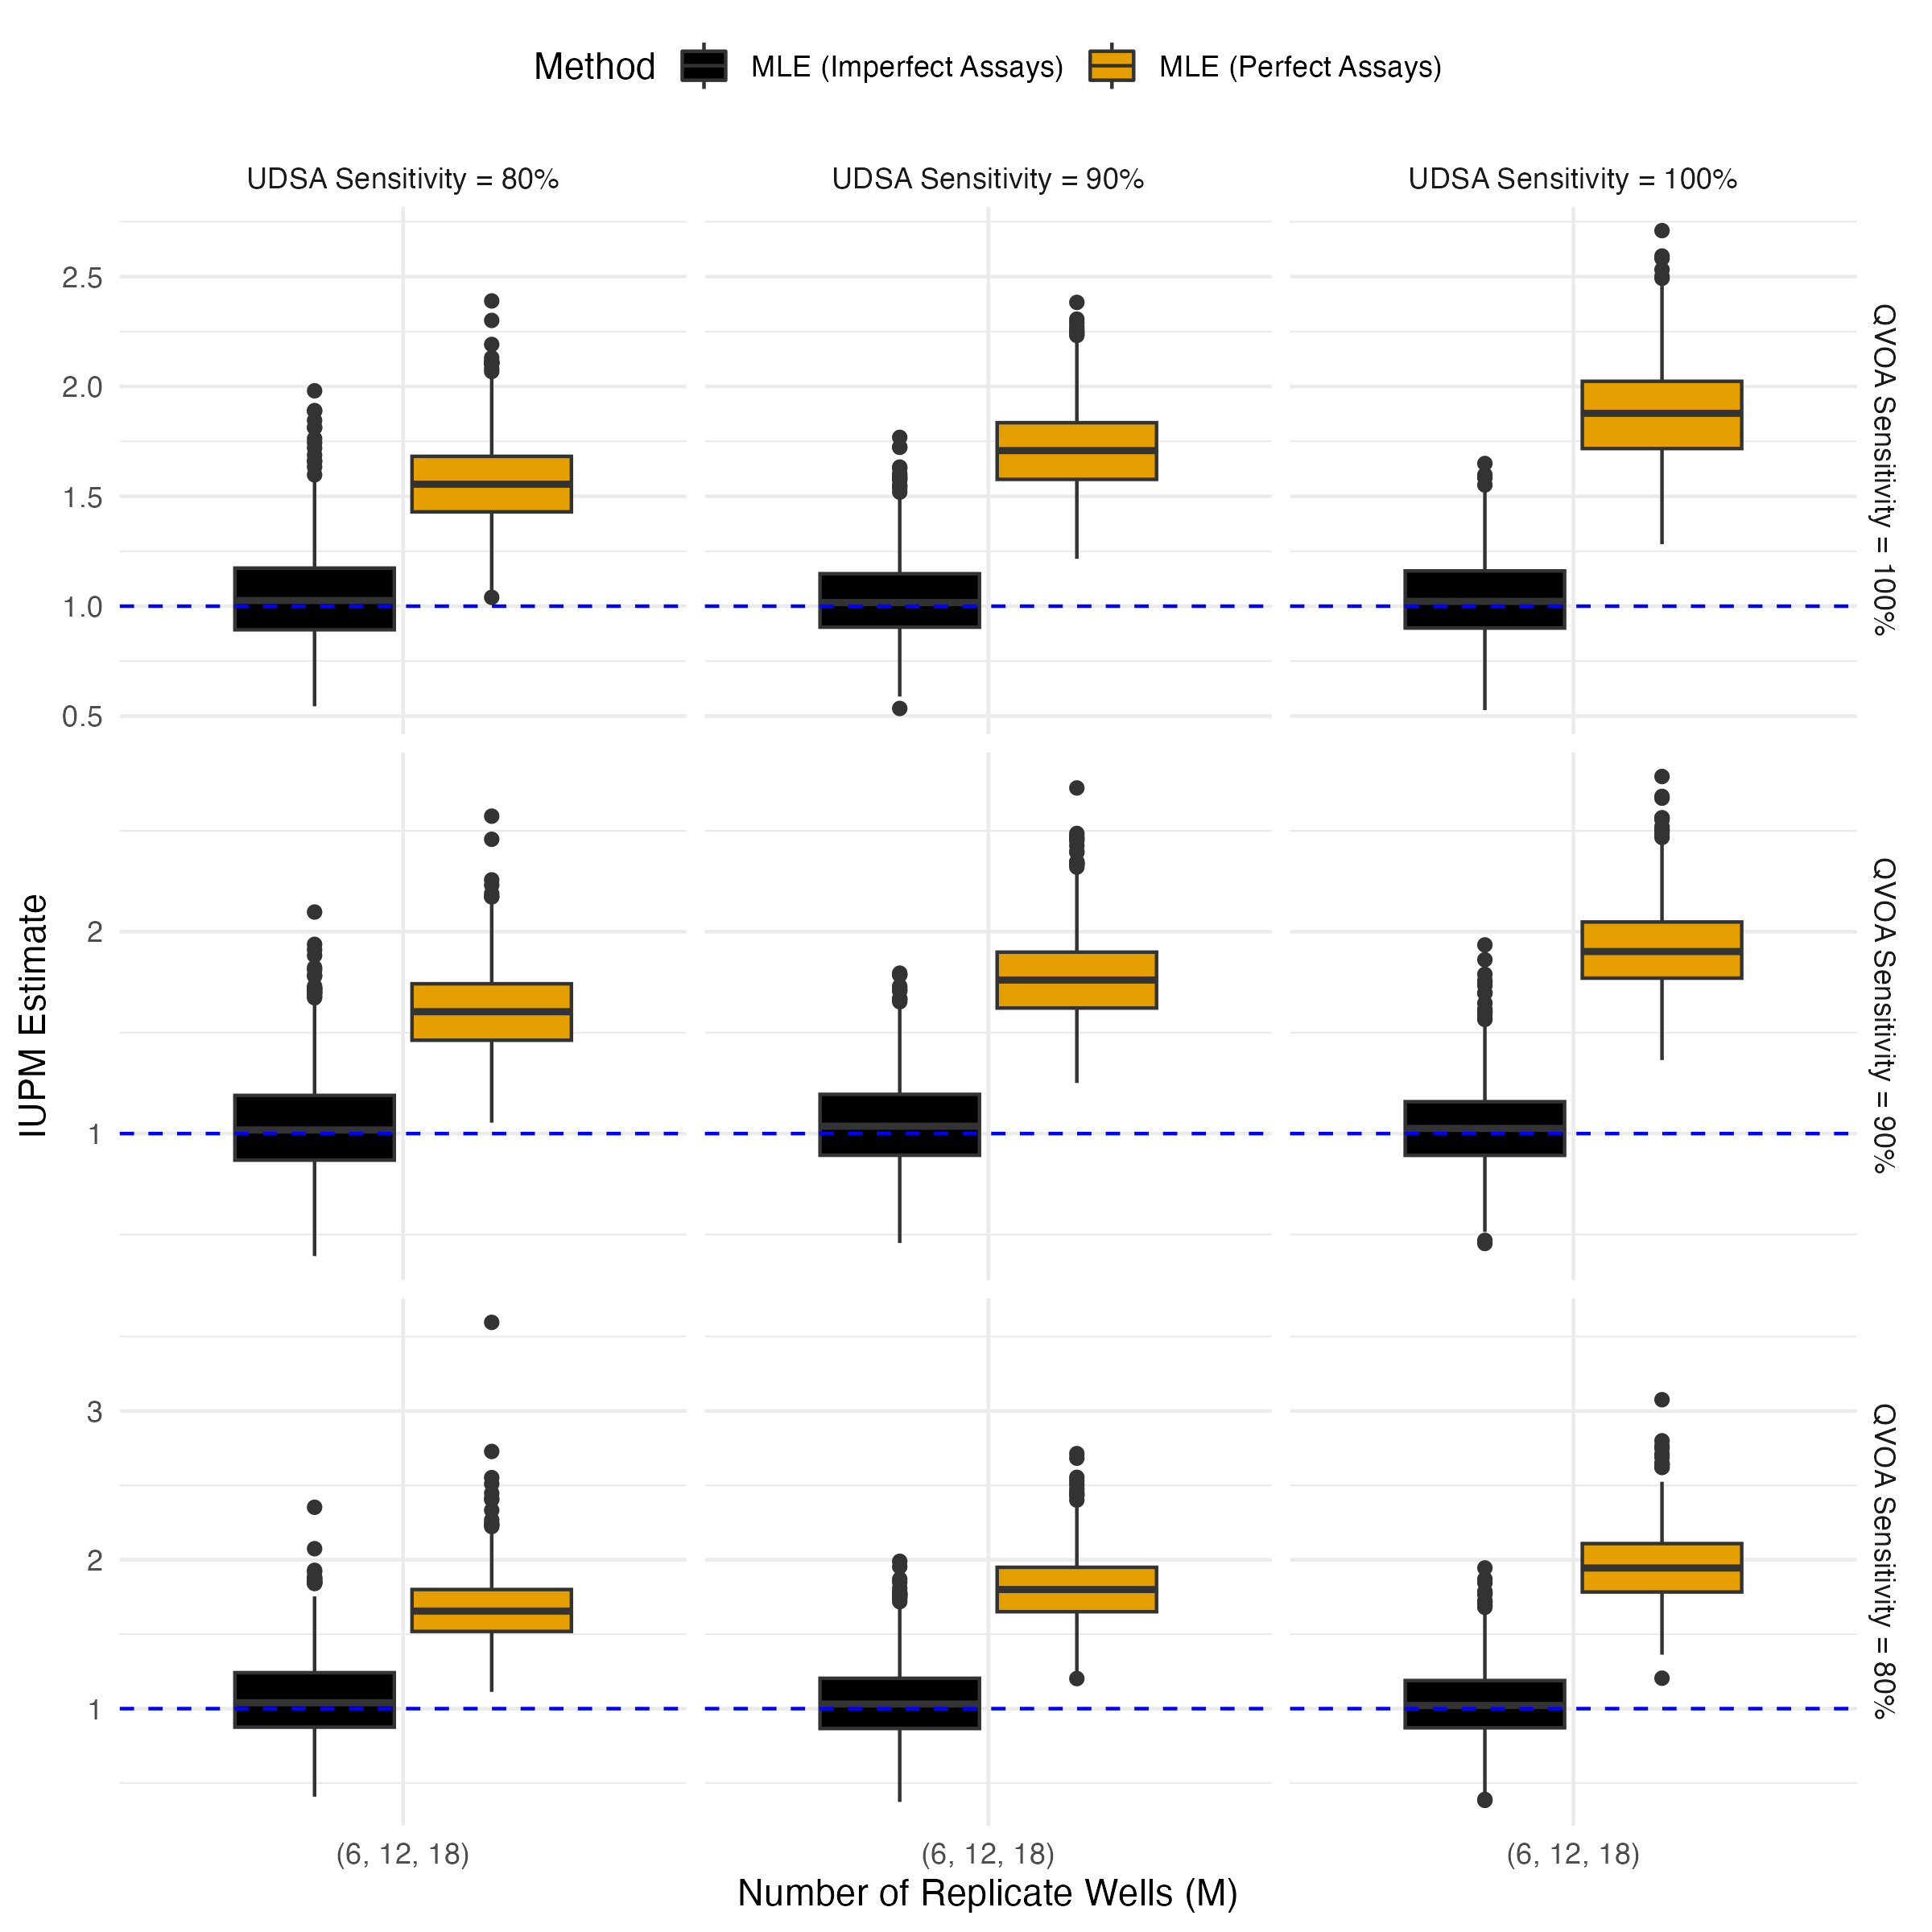 Method MLE (Imperfect Assays) MLE (Perfect Assays)
UDSA Sensitivity = 80% UDSA Sensitivity = 90% UDSA Sensitivity = 100%
2.5
2.0
1.5
1.0
0.5
QVOA Sensitivity = 100%
2
1
QVOA Sensitivity = 90%
3
2
1
QVOA Sensitivity = 80%
IUPM Estimate
(6, 12, 18) (6, 12, 18) (6, 12, 18)
Number of Replicate Wells (M)